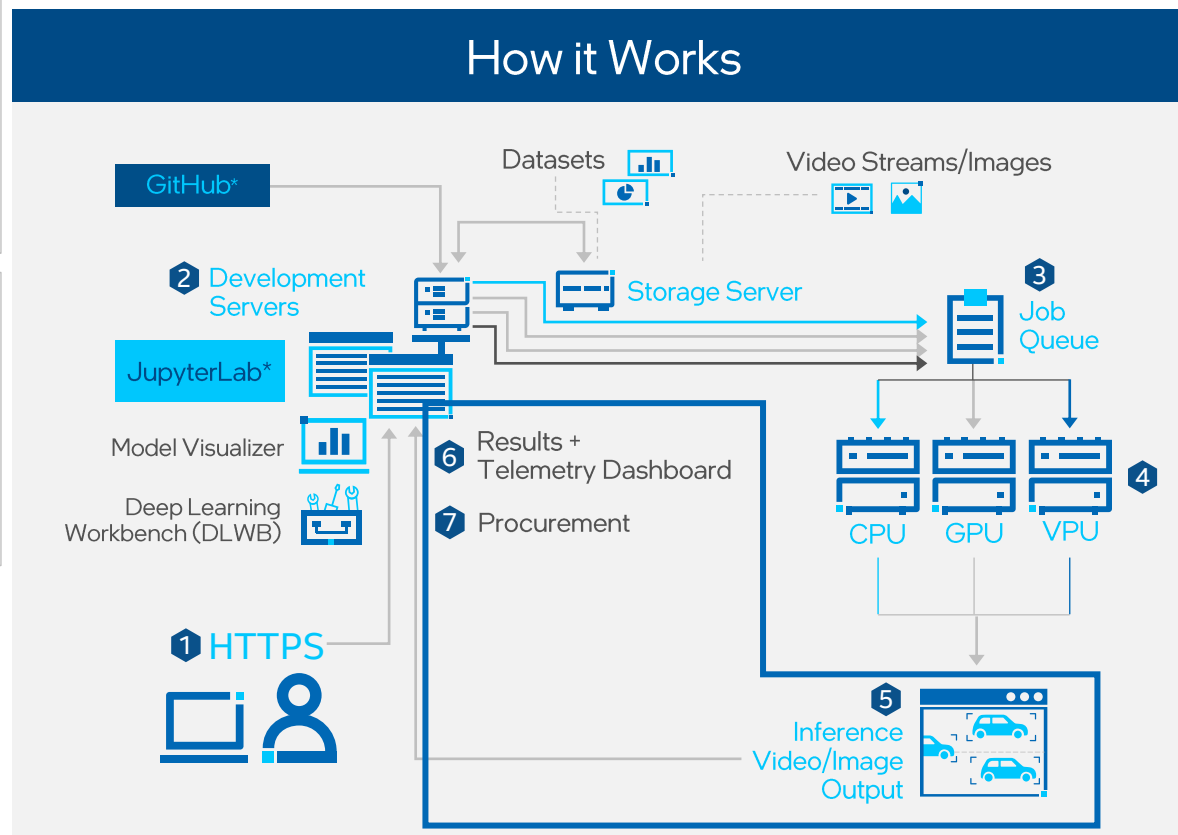 How it Works
GitHub*
Datasets
Video Streams/Images
2
Development
Servers
Storage Server
3
Job
Queue
JupyterLab*
Model Visualizer
Deep Learning
Workbench (DLWB)
6
Results +
Telemetry Dashboard
7
Procurement
4
CPU
GPU
VPU
1
HTTPS
5
Inference
Video/Image
Output